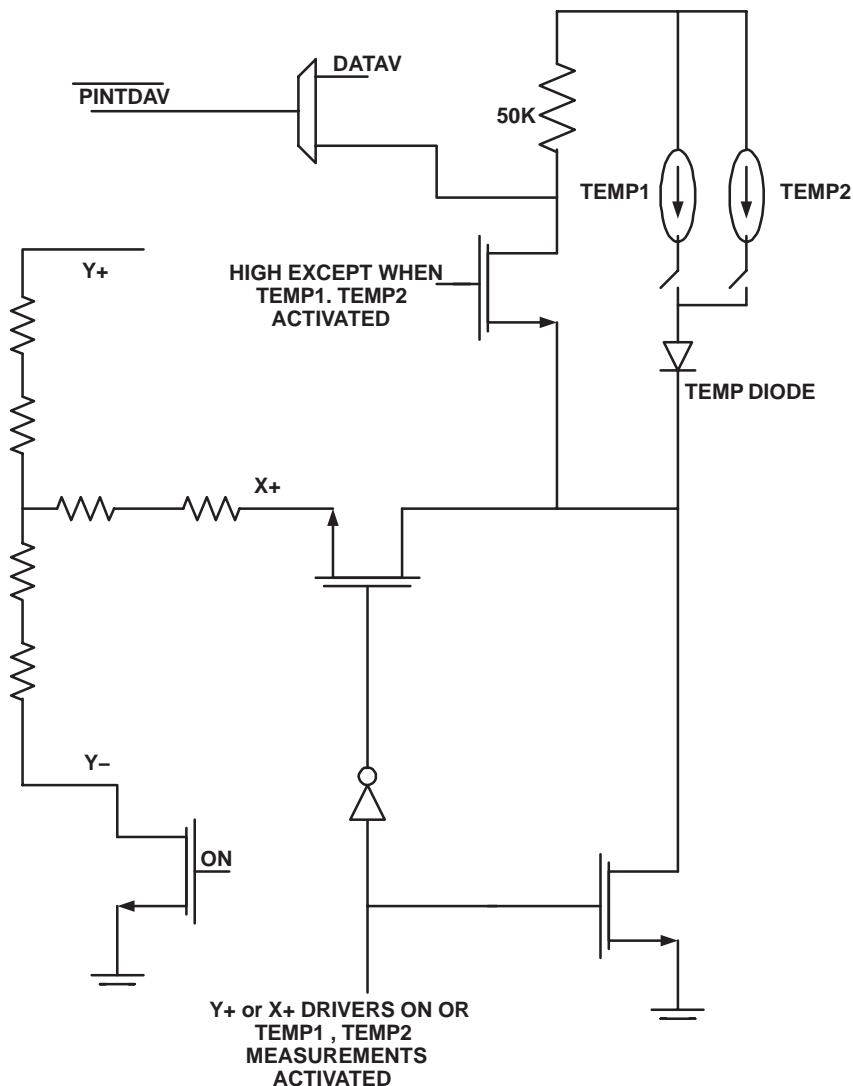 DATAV
PINTDAV
50K
TEMP1
TEMP2
Y+
HIGH EXCEPT WHEN
TEMP1. TEMP2
ACTIVATED
TEMP DIODE
X+
Y–
ON
Y+ or X+ DRIVERS ON OR
TEMP1 , TEMP2
MEASUREMENTS
ACTIVATED